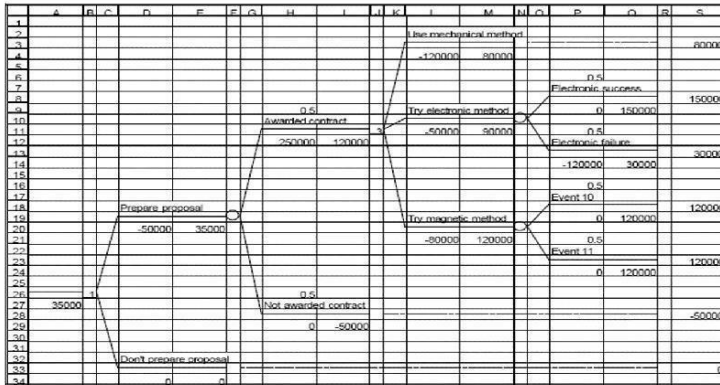 A B C D E F G H I J K L M N O P Q R S
1
2 Use mechanical method
3 80000
4 -120000 80000
5
6 0.5
7 Electronic success
8 150000
9 0.5 0 150000
10 Awarded contract Try electronic method 0.5
11 3 Electronic failure
12 250000 120000 -50000 90000 30000
13 -120000 30000
14
15
16 0.5
17 Event 10
18 Prepare proposal 12000
19 0 120000
20 -50000 35000 Try magnetic method 0.5
21 -80000 120000 Event 11
22 12000
23 0 120000
24
25
26 1 0.5
27 35000 Not awarded contract
28 -50000
29 0 -50000
30
31
32 Don't prepare proposal
33
34 0 0